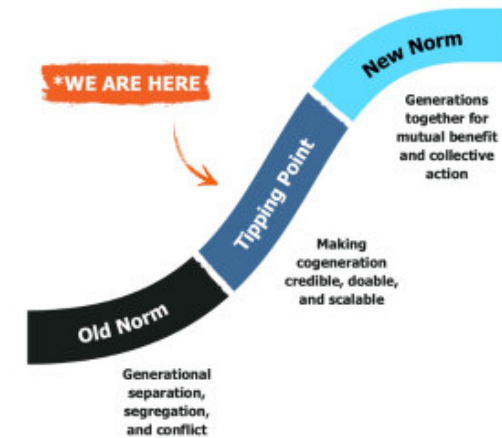 New Norm
*WE ARE HERE
Generations
together for
mutual benefit
and collective
action
Tipping Point
Making
cogeneration
credible, doable,
and scalable
Old Norm
Generational
separation,
segregation,
and conflict